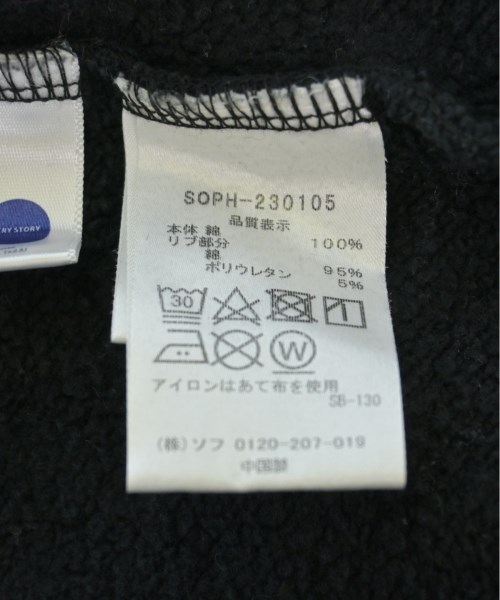 SOPH-230105
品質表示
本体 綿
リブ部分 100%
綿
ポリウレタン 95%
5%
30
W
アイロンはあて布を使用
SB-130
(株)ソフ 0120-207-019
中国製
RY STORY